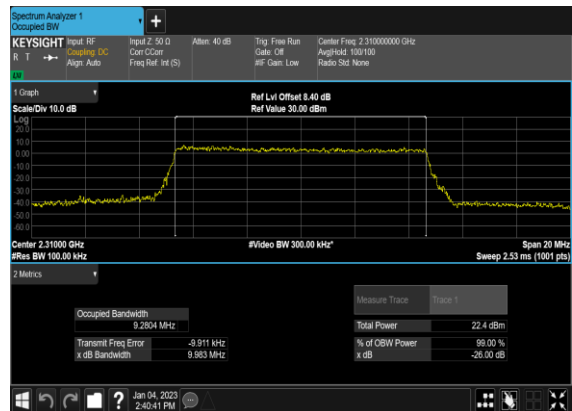 Spectrum Analyzer 1
Occupied BW
+
KEYSIGHT Input: RF Input Z: 50 Ω Atten: 40 dB Trig: Free Run Center Freq: 2.310000000 GHz
R T Coupling: DC Corr CCorr Gate: Off Avg|Hold: 100/100
Align: Auto Freq Ref: Int (S) #IF Gain: Low Radio Std: None
LW
1 Graph
Ref Lvl Offset 8.40 dB
Scale/Div 10.0 dB Ref Value 30.00 dBm
Log
20.0
10.0
0.00
-10.0
-20.0
-30.0
-40.0
-50.0
-60.0
Center 2.31000 GHz #Video BW 300.00 kHz* Span 20 MHz
#Res BW 100.00 kHz Sweep 2.53 ms (1001 pts)
2 Metrics
Measure Trace Trace 1
Occupied Bandwidth
9.2804 MHz Total Power 22.4 dBm
Transmit Freq Error -9.911 kHz % of OBW Power 99.00 %
x dB Bandwidth 9.983 MHz x dB -26.00 dB
? Jan 04, 2023
2:40:41 PM